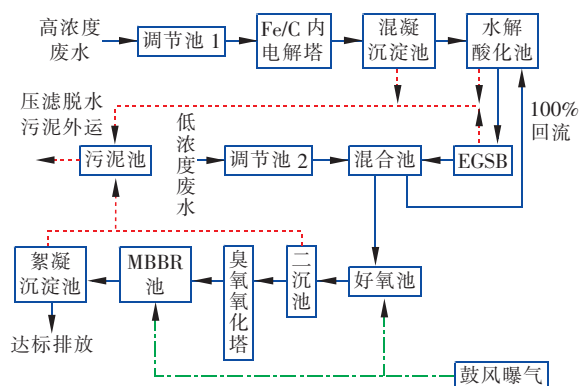 高浓度
废水
调节池 1
Fe/C 内
电解塔
混凝
沉淀池
水解
酸化池
压滤脱水
污泥外运
100%
回流
污泥池
低浓度废水
调节池 2
混合池
EGSB
絮凝
沉淀池
MBBR
池
臭氧氧化塔
二沉池
好氧池
达标排放
鼓风曝气